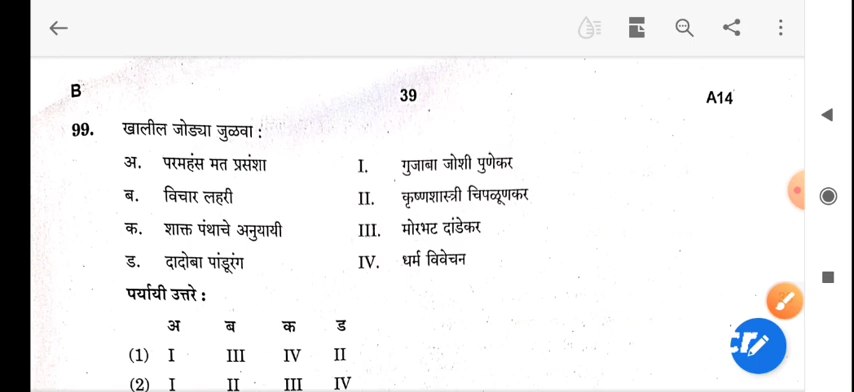 B 39 A14
99. खालील जोड्या जुळवा :
अ. परमहंस मत प्रसंशा I. गुजाबा जोशी पुणेकर
ब. विचार लहरी II. कृष्णशास्त्री चिपळूणकर
क. शाक्त पंथाचे अनुयायी III. मोरभट दांडेकर
ड. दादोबा पांडूरंग IV. धर्म विवेचन
पर्यायी उत्तरे :
अ ब क ड
(1) I III IV II
(2) I II III IV